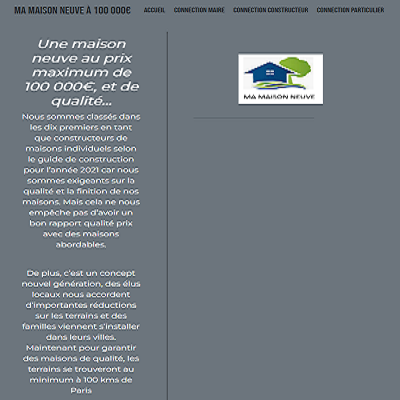 MA MAISON NEUVE À 100 000€ ACCUEIL CONNECTION MAIRE CONNECTION CONSTRUCTEUR CONNECTION PARTICULIER
Une maison
neuve au prix
maximum de
100 000€, et de
qualité...
Nous sommes classés dans
les dix premiers en tant
que constructeurs de
maisons individuels selon
le guide de construction
pour l'année 2021 car nous
sommes exigeants sur la
qualité et la finition de nos
maisons. Mais cela ne nous
empêche pas d'avoir un
bon rapport qualité prix
avec des maisons
abordables.
De plus, c'est un concept
nouvel génération, des élus
locaux nous accordent
d'importantes réductions
sur les terrains et des
familles viennent s'installer
dans leurs villes.
Maintenant pour garantir
des maisons de qualité, les
terrains se trouveront au
minimum à 100 kms de
Paris
MA MAISON NEUVE